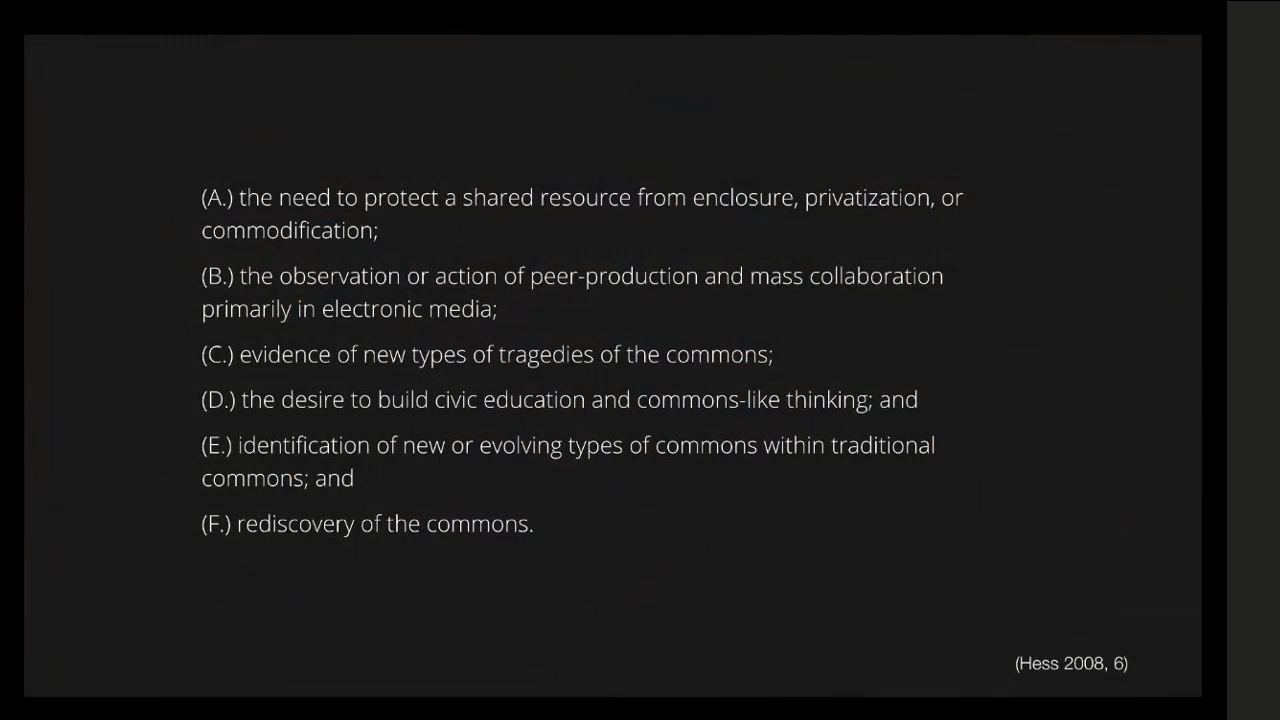 (A.) the need to protect a shared resource from enclosure, privatization, or
commodification;
(B.) the observation or action of peer-production and mass collaboration
primarily in electronic media;
(C.) evidence of new types of tragedies of the commons;
(D.) the desire to build civic education and commons-like thinking; and
(E.) identification of new or evolving types of commons within traditional
commons; and
(F.) rediscovery of the commons.
(Hess 2008, 6)